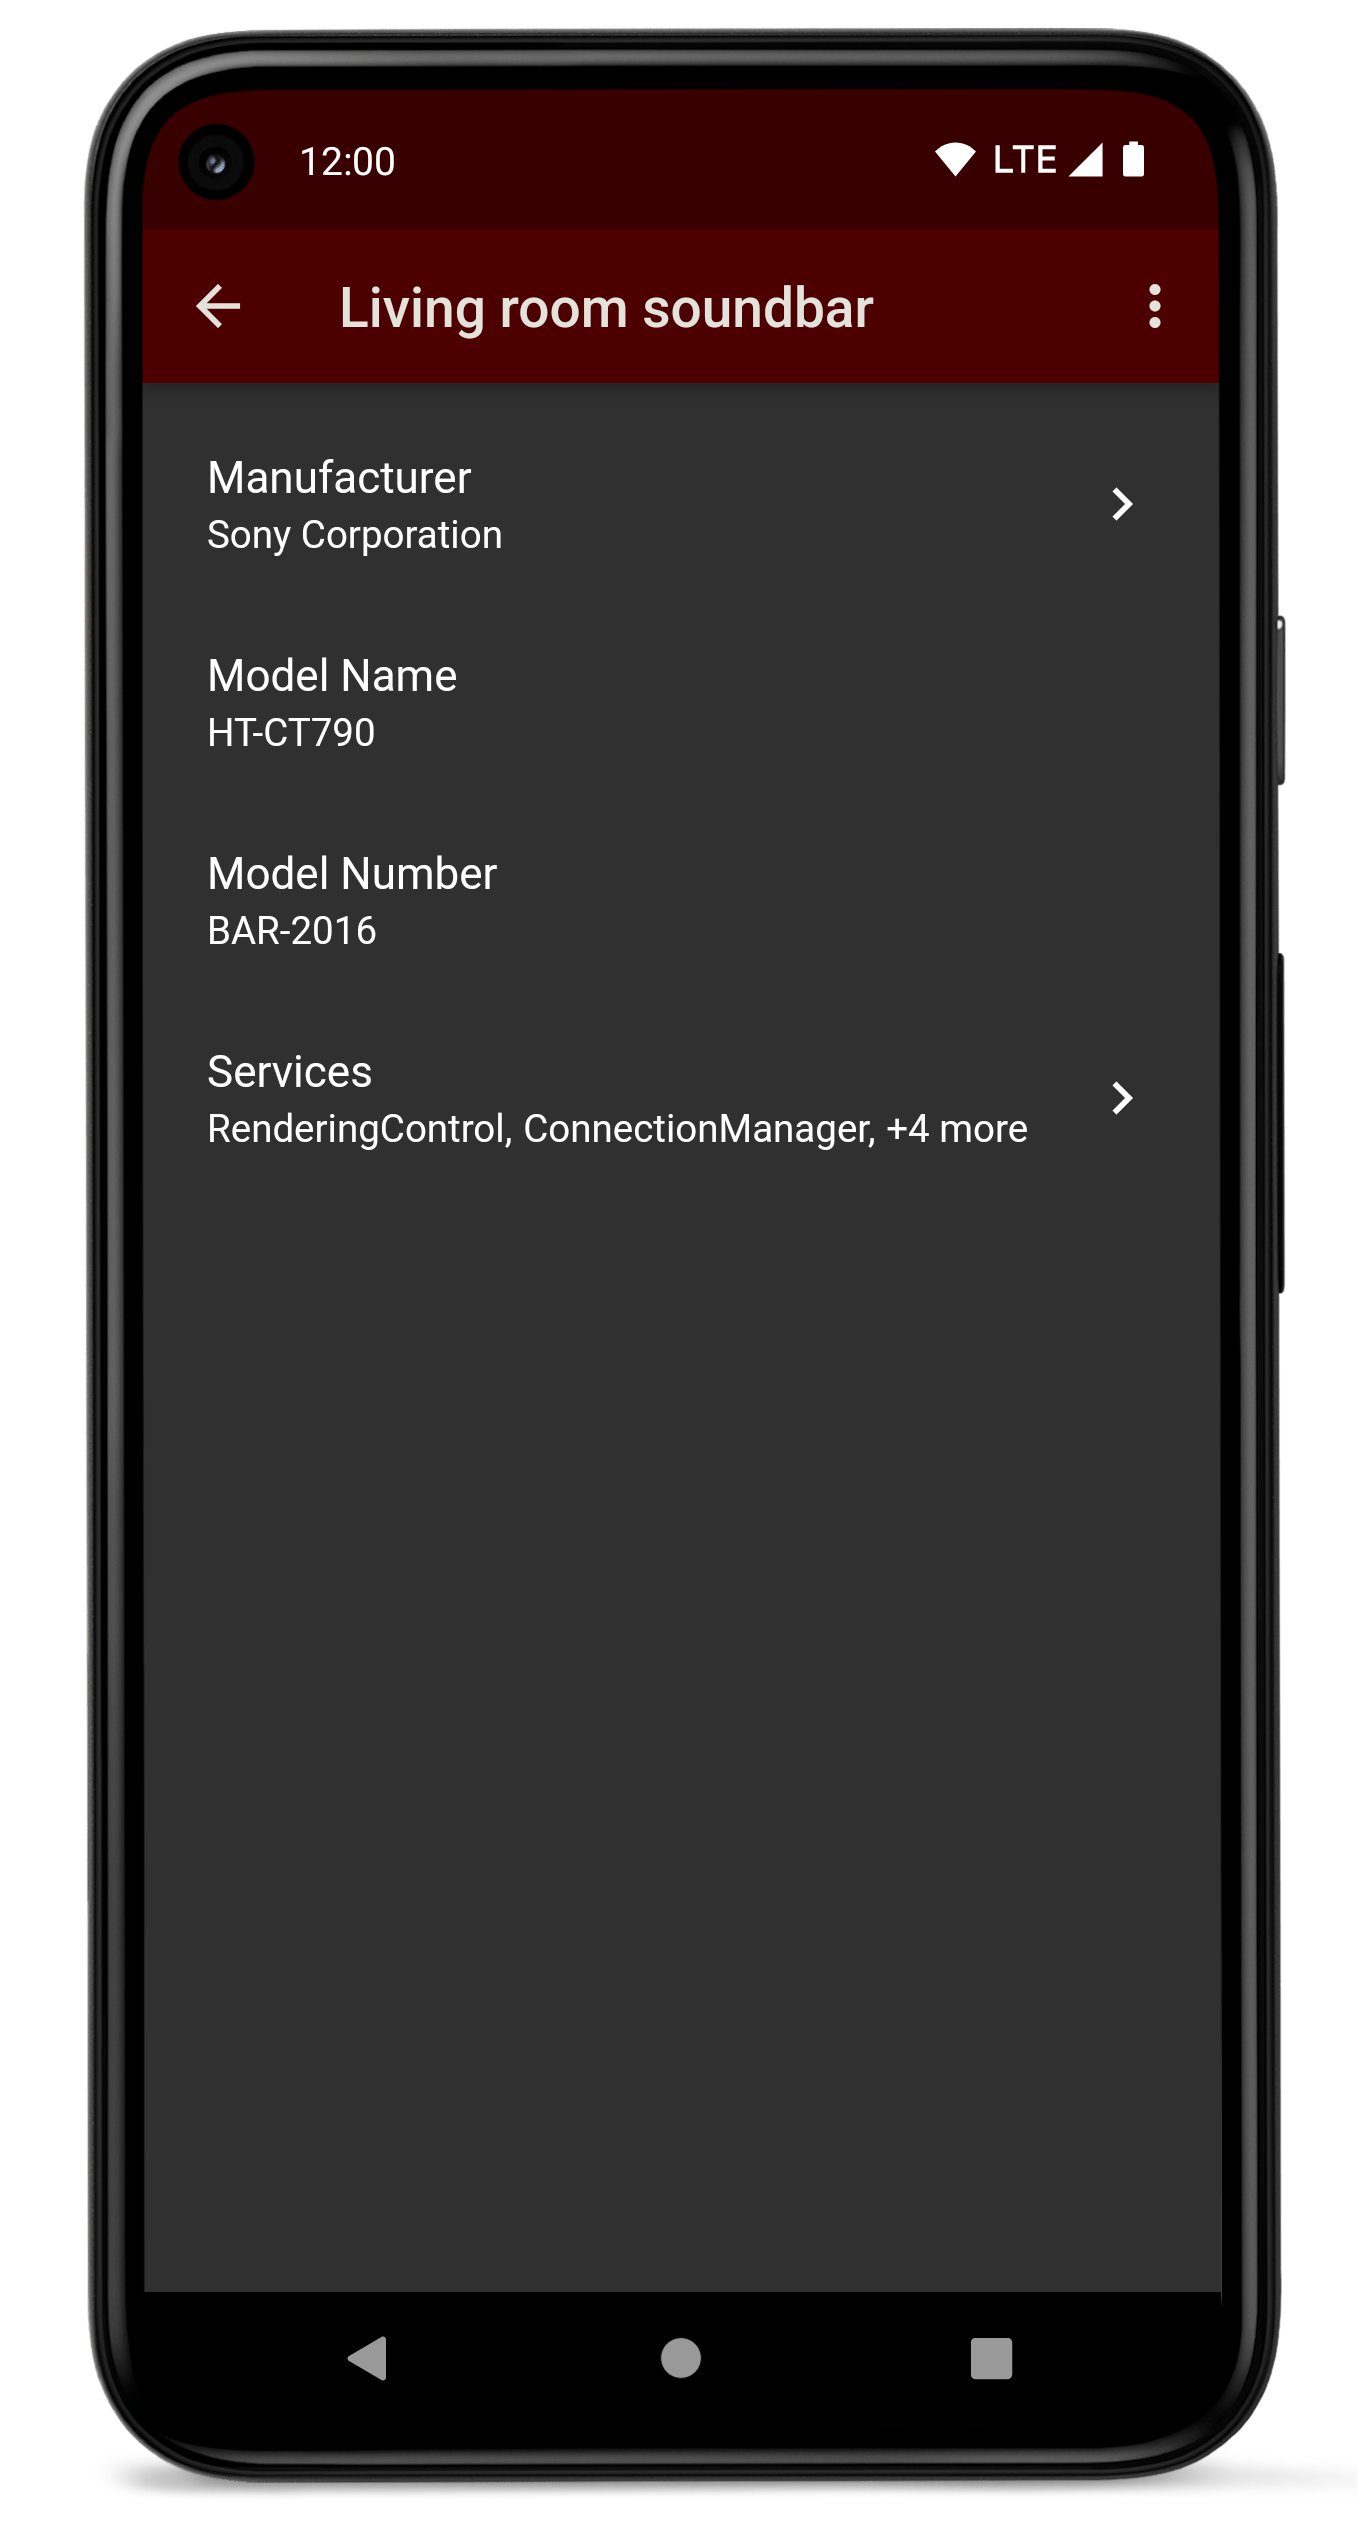 12:00 LTE
Living room soundbar
Manufacturer
Sony Corporation
Model Name
HT-CT790
Model Number
BAR-2016
Services
RenderingControl, ConnectionManager, +4 more